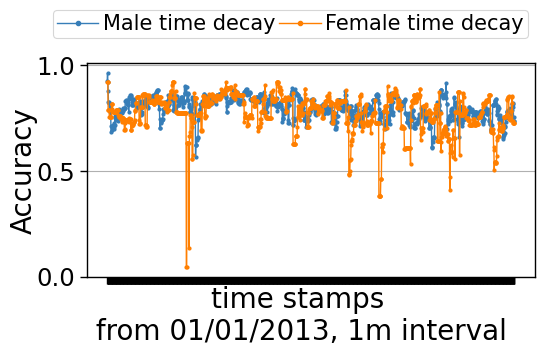 Male time decay Female time decay
1.0
0.5
0.0
Accuracy
time stamps
from 01/01/2013, 1m interval